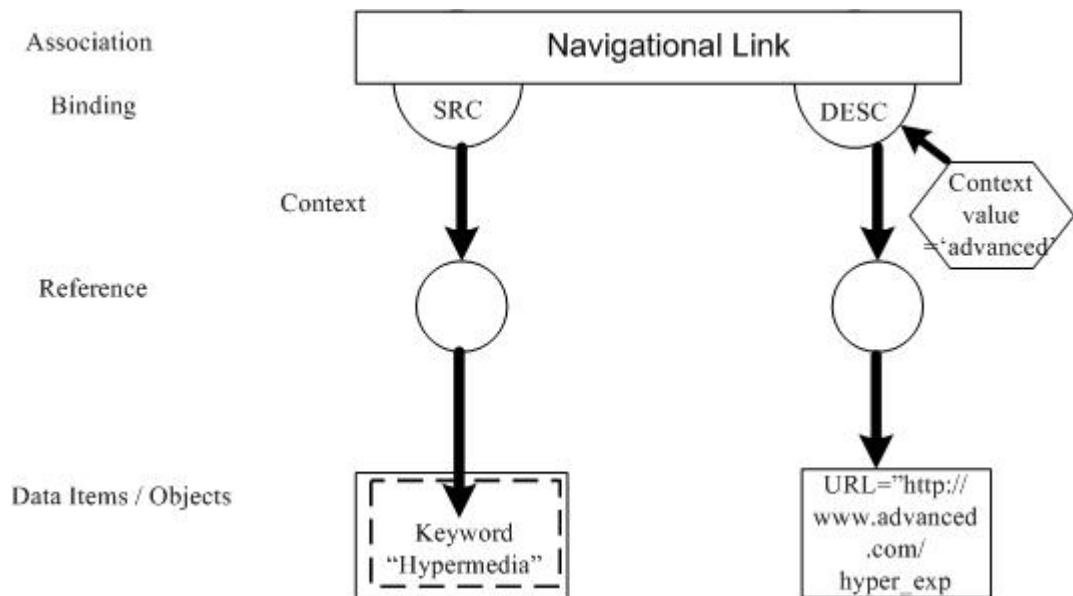 Association
Navigational Link
Binding
SRC
DESC
Context
Context
value
=‘advanced’
Reference
Data Items / Objects
Keyword
“Hypermedia”
URL=”http://
www.advanced
.com/
hyper_exp